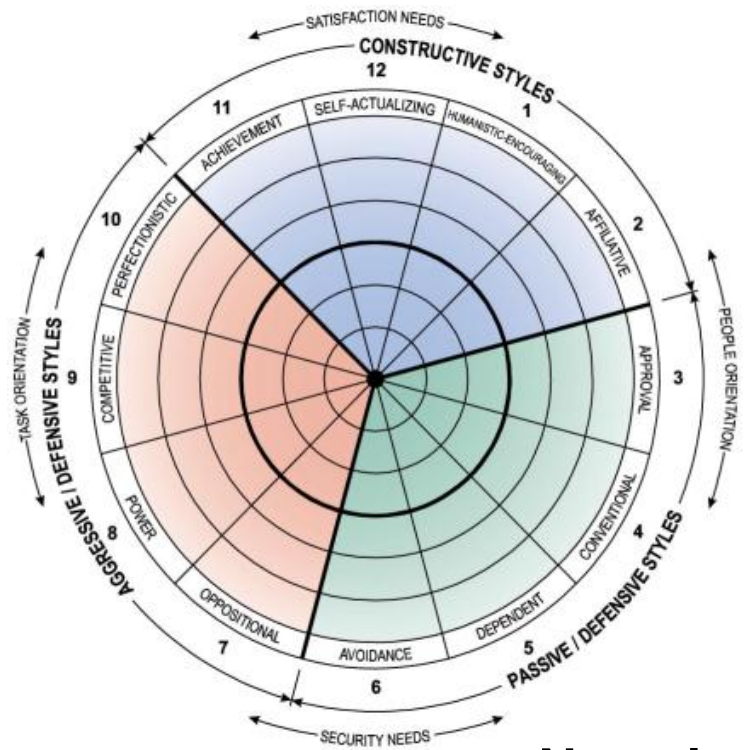 SATISFACTION NEEDS
CONSTRUCTIVE STYLES
12
11
1
SELF-ACTUALIZING
HUMANISTIC-ENCOURAGING
ACHIEVEMENT
10
2
PERFECTIONISTIC
AFFILIATIVE
TASK ORIENTATION
AGGRESSIVE / DEFENSIVE STYLES
9
COMPETITIVE
APPROVAL
3
PEOPLE ORIENTATION
8
POWER
CONVENTIONAL
4
OPPOSITIONAL
DEPENDENT
7
AVOIDANCE
5
PASSIVE / DEFENSIVE STYLES
6
SECURITY NEEDS